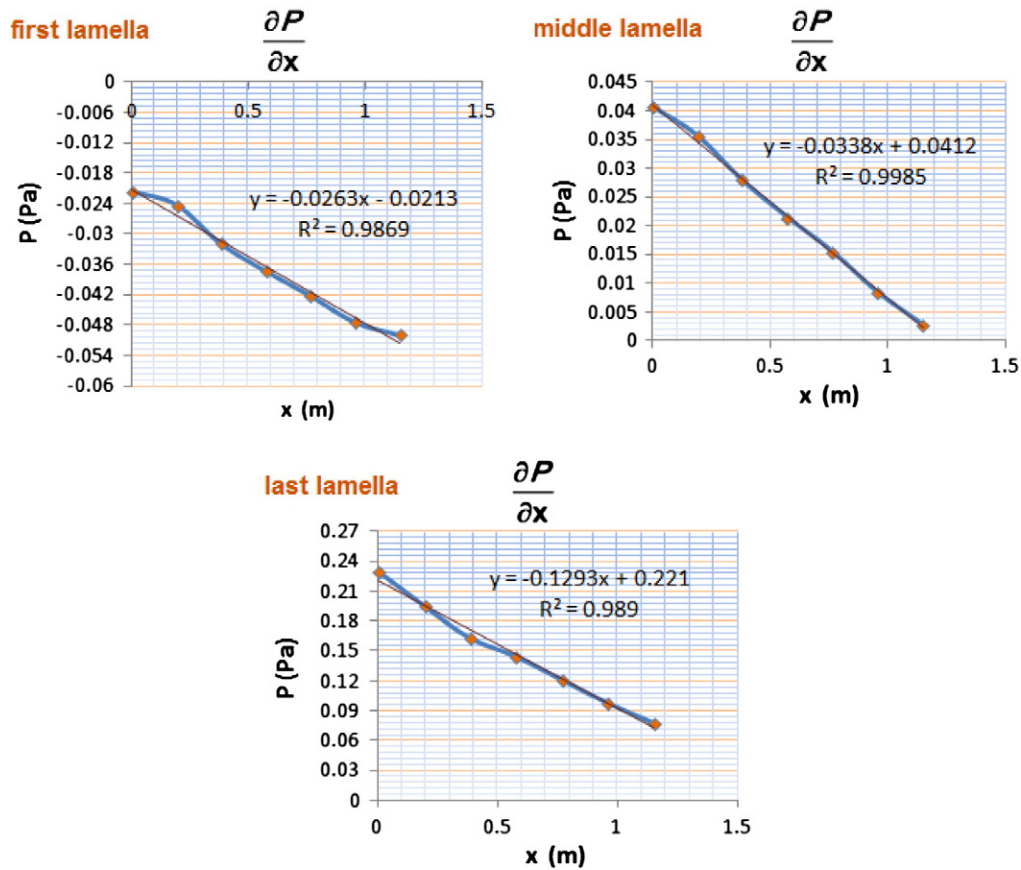 first lamella
∂P
∂x
0
-0.006
-0.012
-0.018
-0.024
-0.03
-0.036
-0.042
-0.048
-0.054
-0.06
0 0.5 1 1.5
P (Pa)
y = -0.0263x - 0.0213
R² = 0.9869
x (m)
middle lamella
∂P
∂x
0.045
0.04
0.035
0.03
0.025
0.02
0.015
0.01
0.005
0
0 0.5 1 1.5
P (Pa)
y = -0.0338x + 0.0412
R² = 0.9985
x (m)
last lamella
∂P
∂x
0.27
0.24
0.21
0.18
0.15
0.12
0.09
0.06
0.03
0
0 0.5 1 1.5
P (Pa)
y = -0.1293x + 0.221
R² = 0.989
x (m)